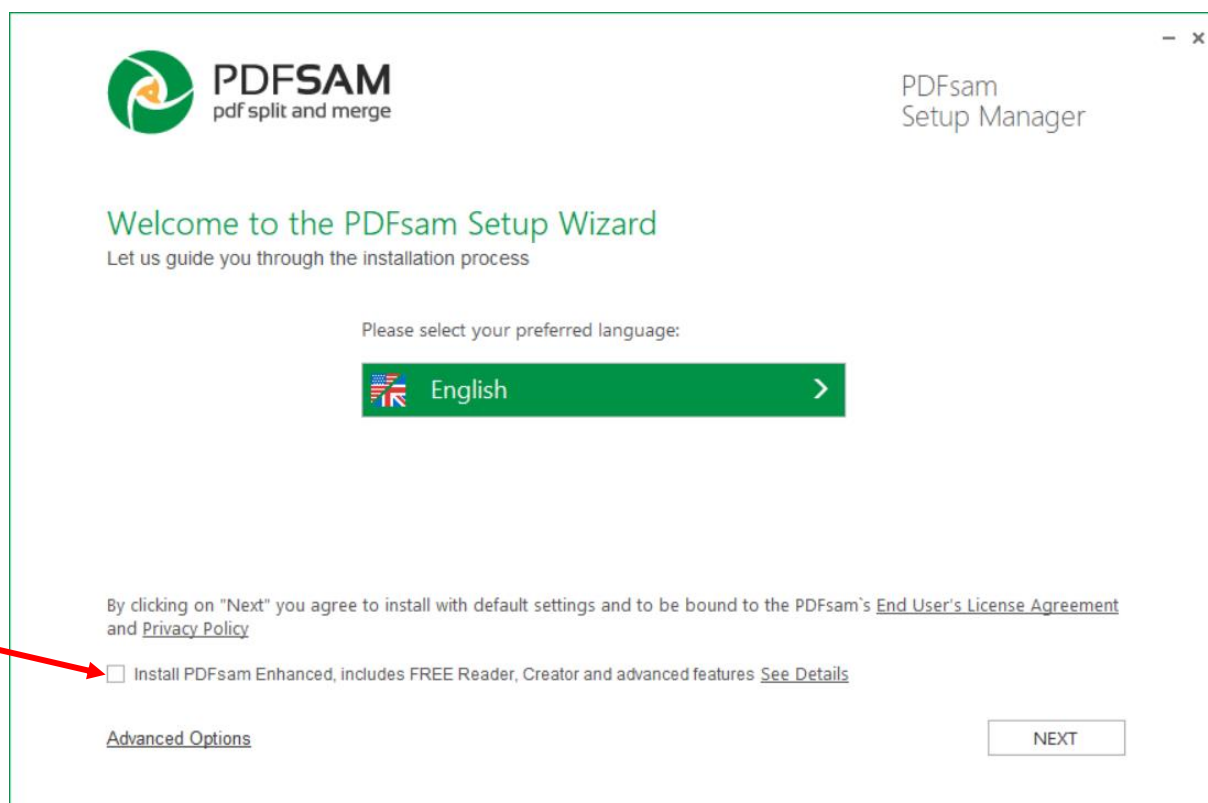 PDFSAM
pdf split and merge
PDFsam
Setup Manager
Welcome to the PDFsam Setup Wizard
Let us guide you through the installation process
Please select your preferred language:
English
By clicking on "Next" you agree to install with default settings and to be bound to the PDFsam`s End User's License Agreement
and Privacy Policy
Install PDFsam Enhanced, includes FREE Reader, Creator and advanced features See Details
Advanced Options
NEXT